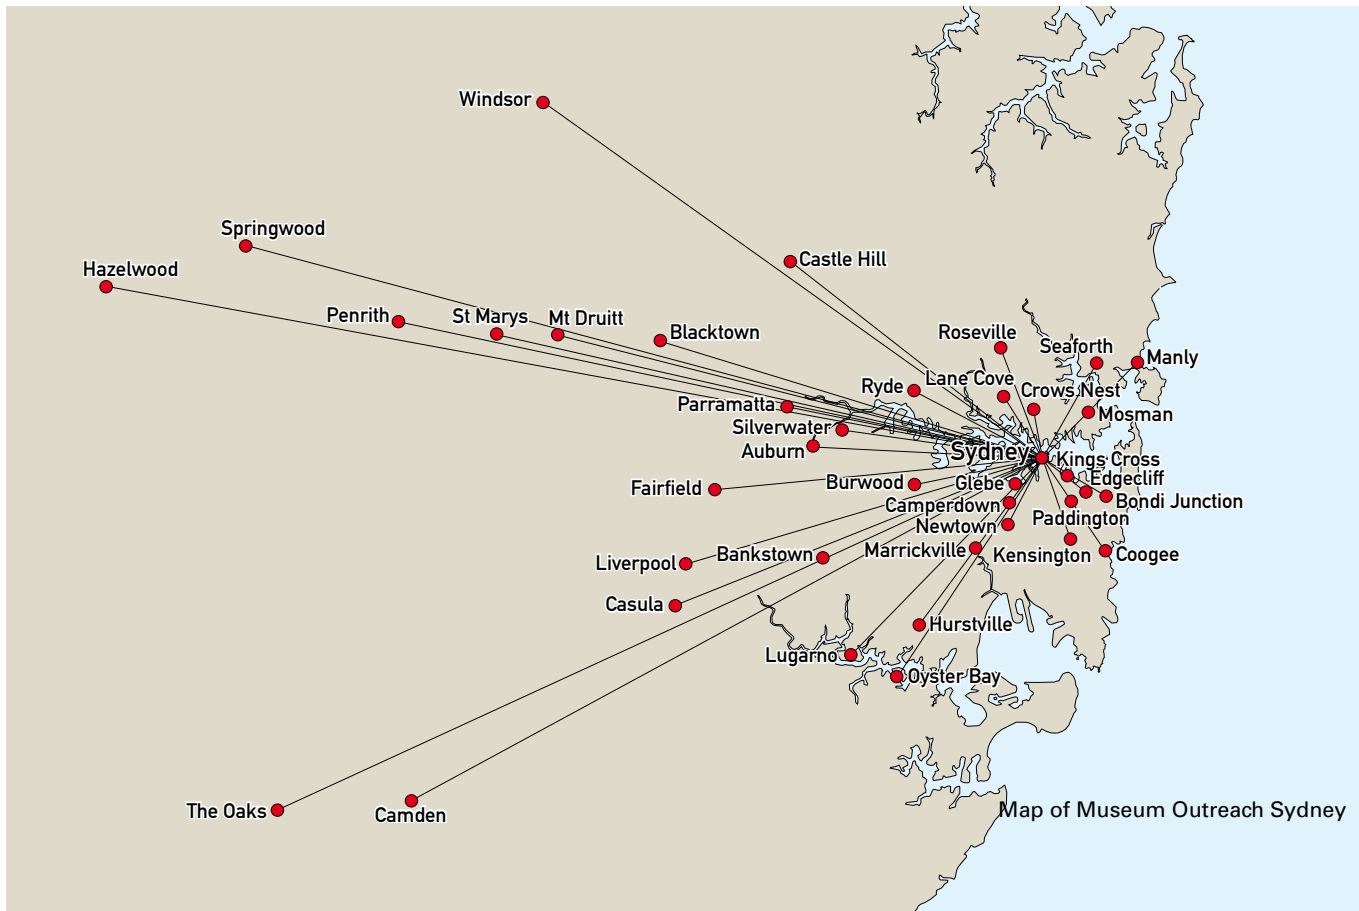 Windsor
Springwood
Castle Hill
Hazelwood
Penrith
St Marys
Mt Druitt
Blacktown
Roseville
Seaforth
Manly
Ryde
Lane Cove
Crows Nest
Parramatta
Mosman
Silverwater
Auburn
Sydney
Kings Cross
Fairfield
Burwood
Glebe
Edgecliff
Camperdown
Bondi Junction
Newtown
Paddington
Liverpool
Bankstown
Marrickville
Kensington
Coogee
Casula
Hurstville
Lugarno
Oyster Bay
The Oaks
Camden
Map of Museum Outreach Sydney